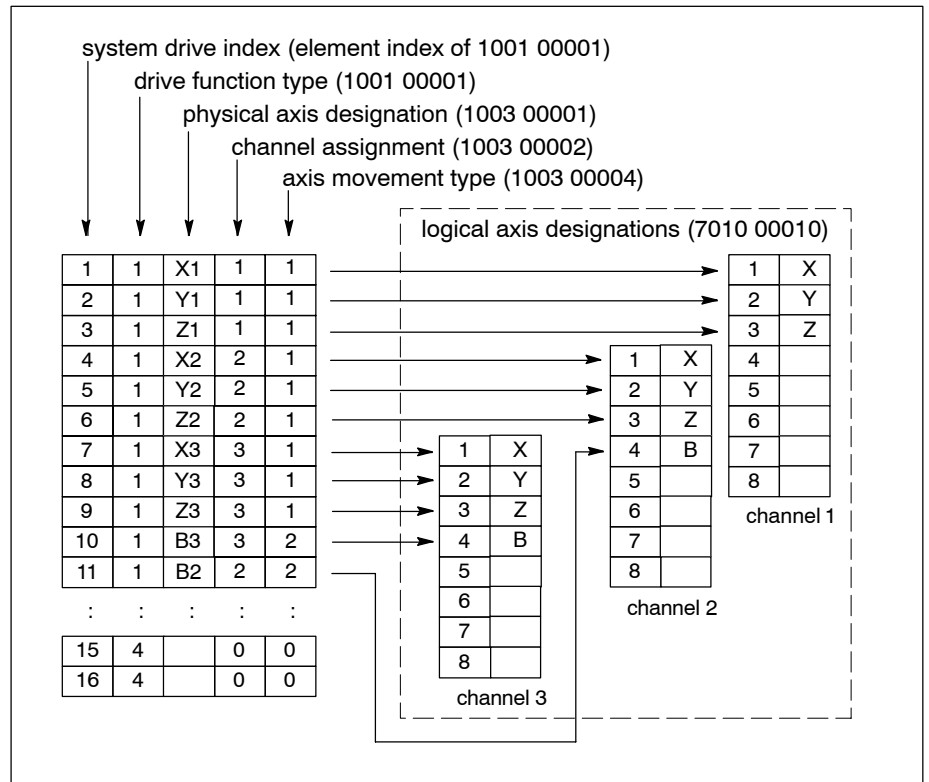 system drive index (element index of 1001 00001)
drive function type (1001 00001)
physical axis designation (1003 00001)
channel assignment (1003 00002)
axis movement type (1003 00004)
logical axis designations (7010 00010)
1 1 X1 1 1
2 1 Y1 1 1
3 1 Z1 1 1
4 1 X2 2 1
5 1 Y2 2 1
6 1 Z2 2 1
7 1 X3 3 1
8 1 Y3 3 1
9 1 Z3 3 1
10 1 B3 3 2
11 1 B2 2 2
: : : : :
15 4 0 0
16 4 0 0
1 X
2 Y
3 Z
4 B
5
6
7
8
channel 3
1 X
2 Y
3 Z
4 B
5
6
7
8
channel 2
1 X
2 Y
3 Z
4
5
6
7
8
channel 1